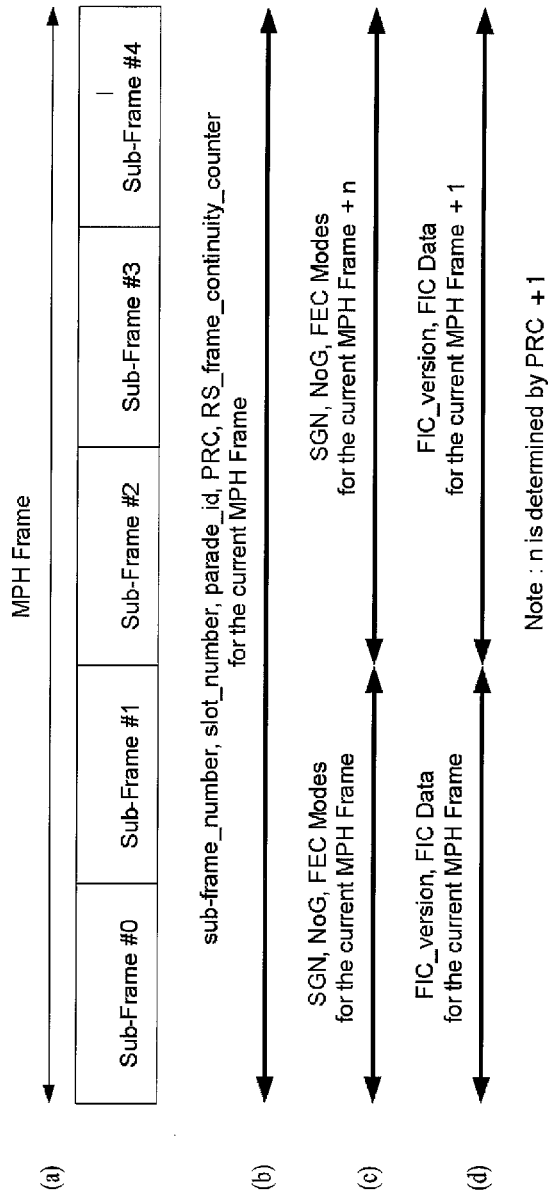 MPH Frame
(a)
Sub-Frame #0
Sub-Frame #1
Sub-Frame #2
Sub-Frame #3
Sub-Frame #4
(b)
sub-frame_number, slot_number, parade_id, PRC, RS_frame_continuity_counter
for the current MPH Frame
(c)
SGN, NoG, FEC Modes
for the current MPH Frame
SGN, NoG, FEC Modes
for the current MPH Frame + n
(d)
FIC_version, FIC Data
for the current MPH Frame
FIC_version, FIC Data
for the current MPH Frame + 1
Note : n is determined by PRC + 1